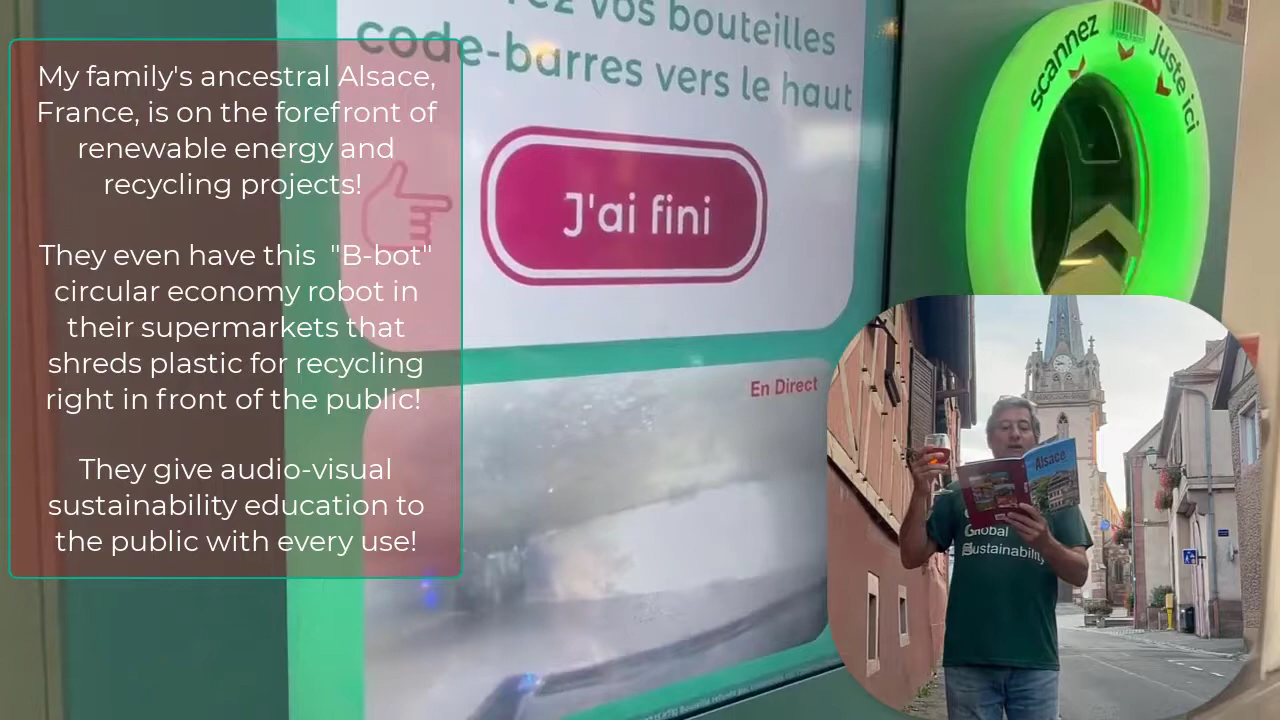 My family's ancestral Alsace,
France, is on the forefront of
renewable energy and
recycling projects!
They even have this "B-bot"
circular economy robot in
their supermarkets that
shreds plastic for recycling
right in front of the public!
They give audio-visual
sustainability education to
the public with every use!
vos bouteilles
code-barres vers le haut
J'ai fini
En Direct
scannez juste ici
Alsace
Global
Sustainability